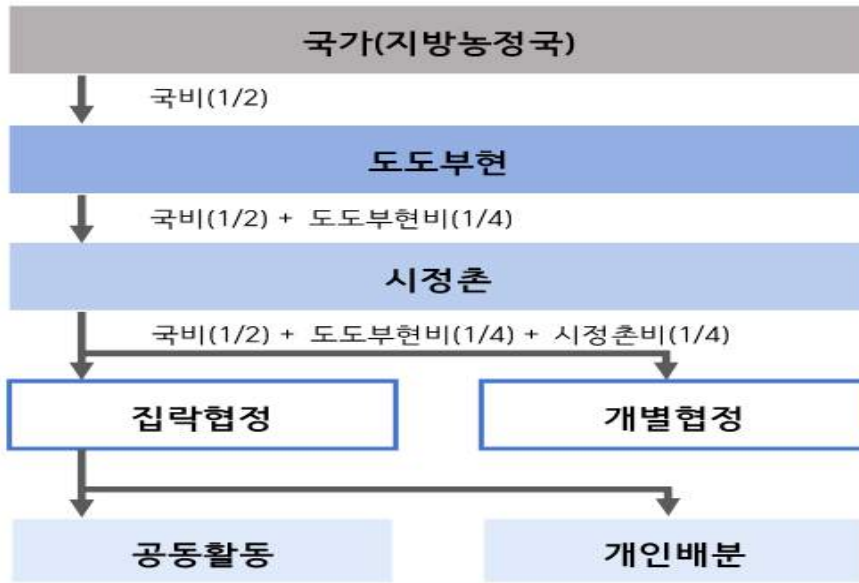 국가(지방농정국)
국비(1/2)
도도부현
국비(1/2) + 도도부현비(1/4)
시정촌
국비(1/2) + 도도부현비(1/4) + 시정촌비(1/4)
집락협정 개별협정
공동활동 개인배분